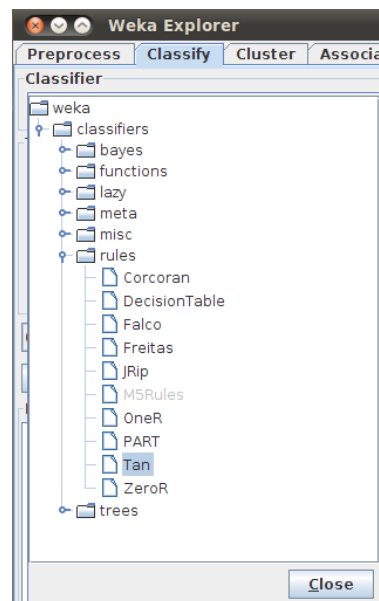 Weka Explorer
Preprocess Classify Cluster Associa
Classifier
weka
classifiers
bayes
functions
lazy
meta
misc
rules
Corcoran
DecisionTable
Falco
Freitas
JRip
M5Rules
OneR
PART
Tan
ZeroR
trees
Close